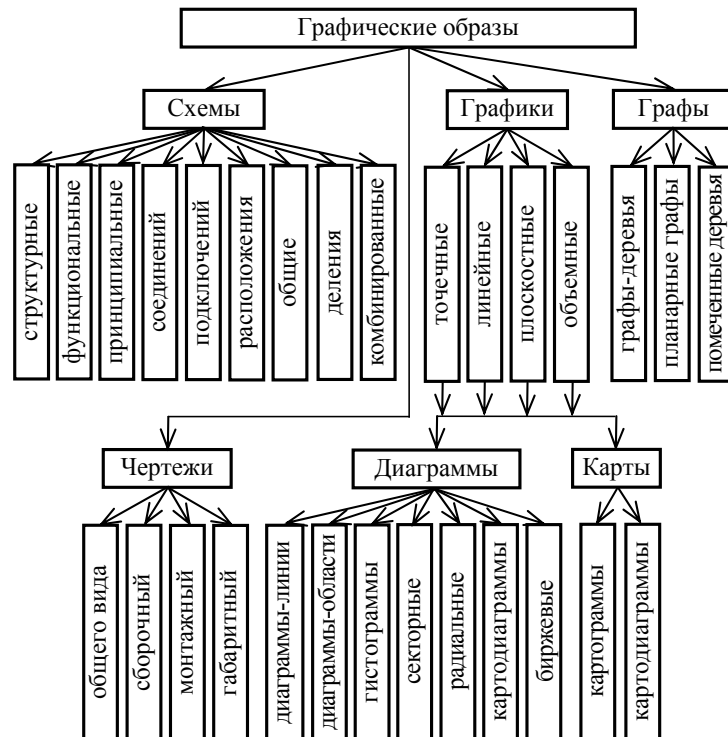 Графические образы
Схемы
Графики
Графы
структурные
функциональные
принципиальные
соединений
подключений
расположения
общие
деления
комбинированные
точечные
линейные
плоскостные
объемные
графы-деревья
планарные графы
помеченные деревья
Чертежи
Диаграммы
Карты
общего вида
сборочный
монтажный
габаритный
диаграммы-линии
диаграммы-области
гистограммы
секторные
радиальные
картодиаграммы
биржевые
картограммы
картодиаграммы